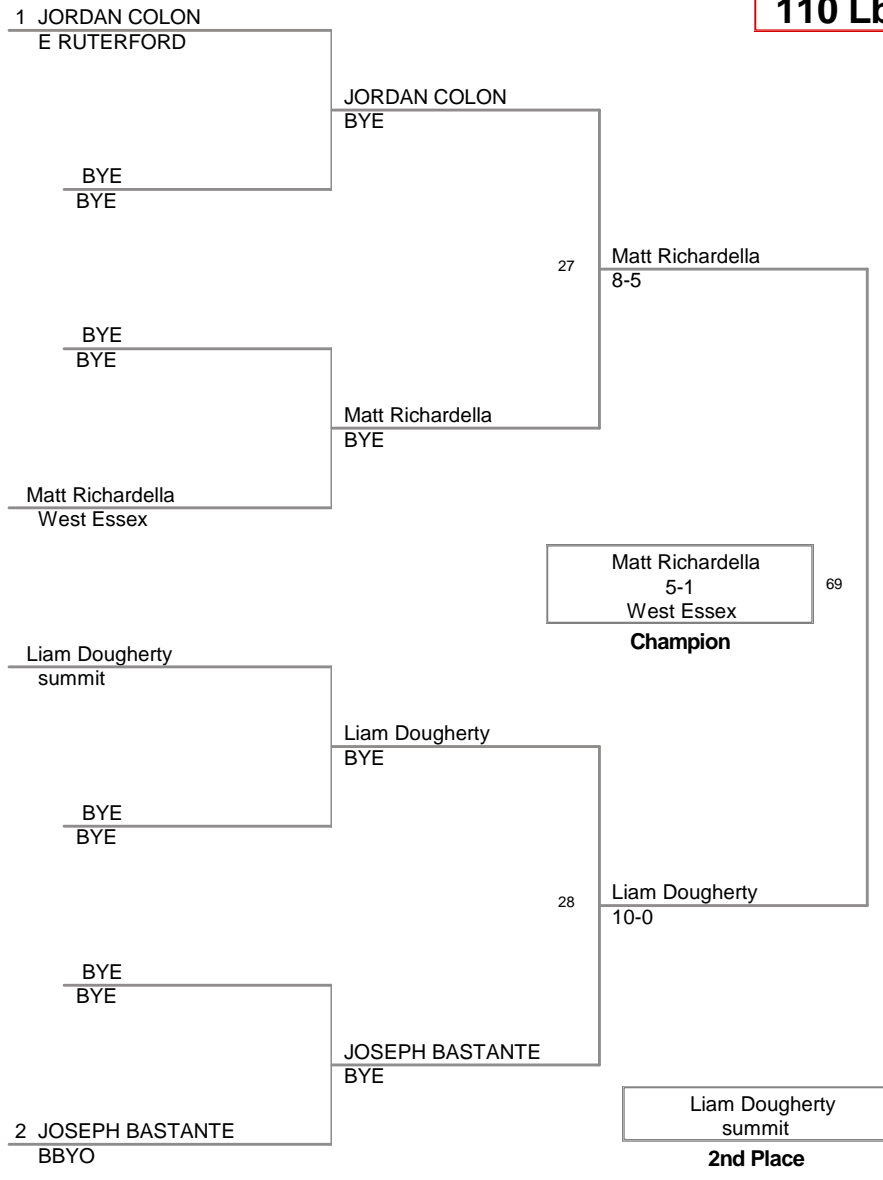 110 Lb
1 JORDAN COLON
E RUTERFORD
JORDAN COLON
BYE
BYE
BYE
27
Matt Richardella
8-5
BYE
BYE
Matt Richardella
BYE
Matt Richardella
West Essex
Matt Richardella
5-1
West Essex
69
Champion
Liam Dougherty
summit
Liam Dougherty
BYE
BYE
BYE
28
Liam Dougherty
10-0
BYE
BYE
JOSEPH BASTANTE
BYE
2 JOSEPH BASTANTE
BBYO
Liam Dougherty
summit
2nd Place